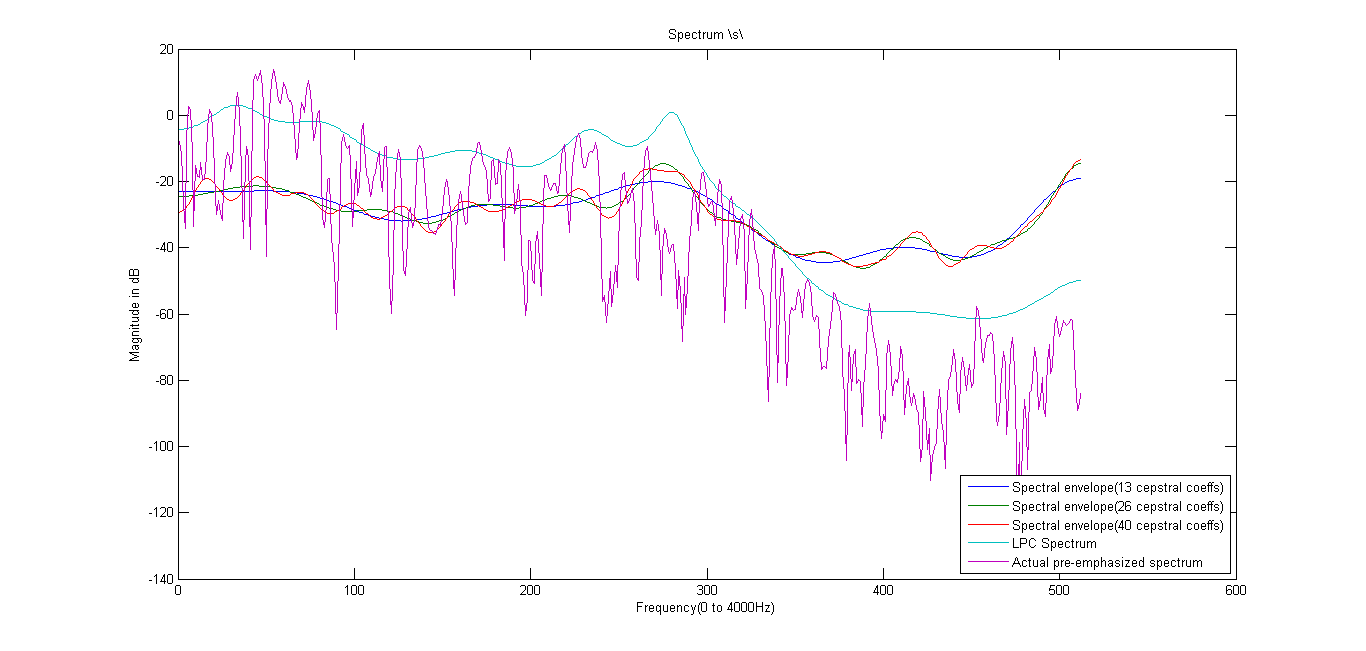 Spectrum \s\
20
0
-20
-40
-60
-80
-100
-120
-140
Magnitude in dB
Spectral envelope(13 cepstral coeffs)
Spectral envelope(26 cepstral coeffs)
Spectral envelope(40 cepstral coeffs)
LPC Spectrum
Actual pre-emphasized spectrum
0 100 200 300 400 500 600
Frequency(0 to 4000Hz)